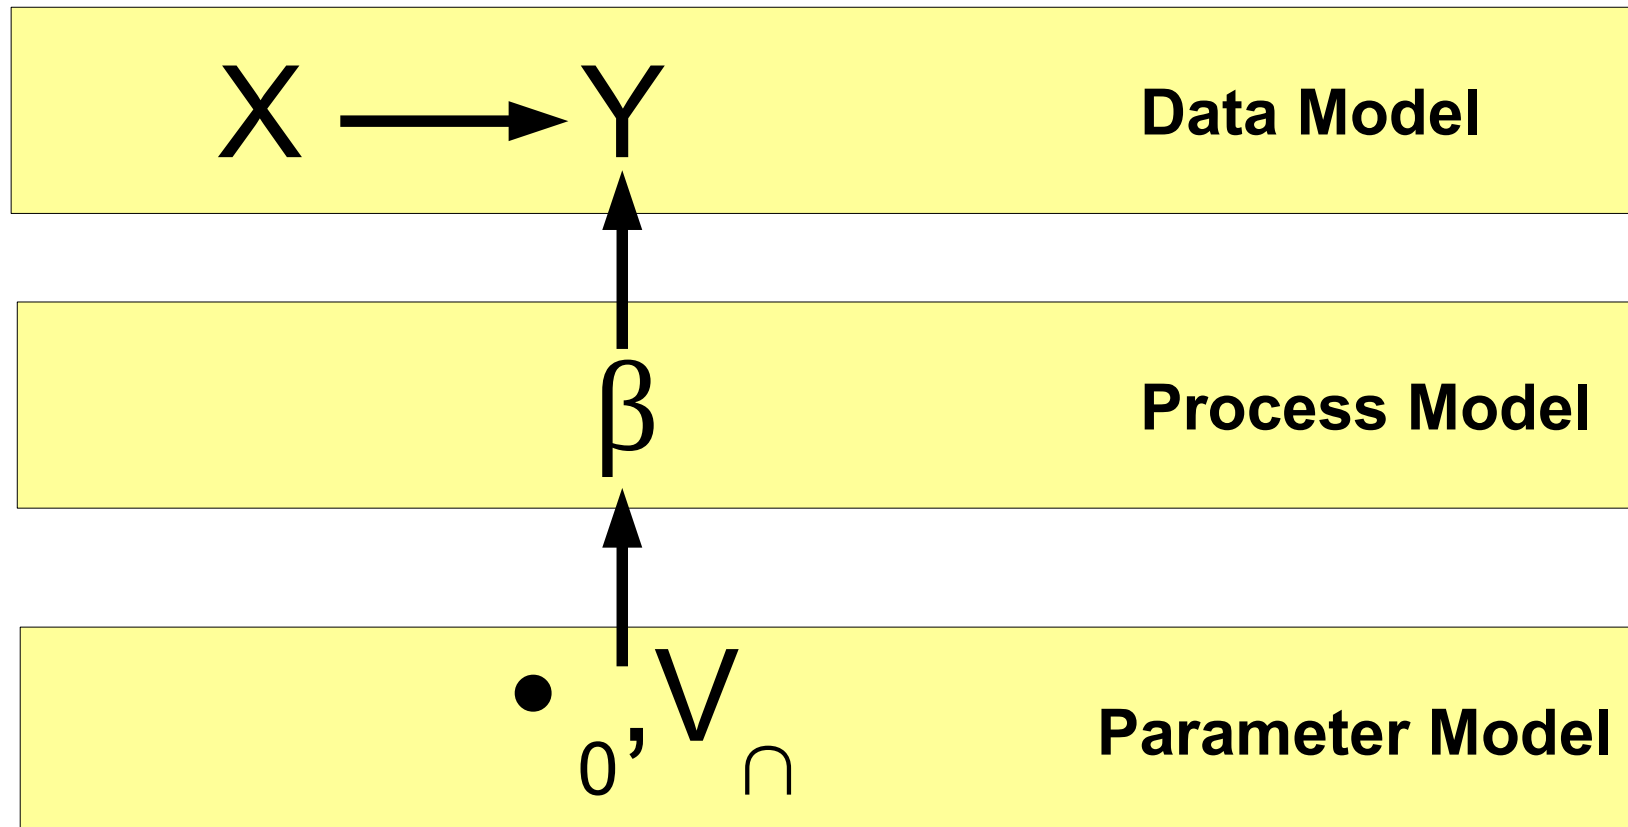 X Y Data Model
β Process Model
•₀,V∩ Parameter Model